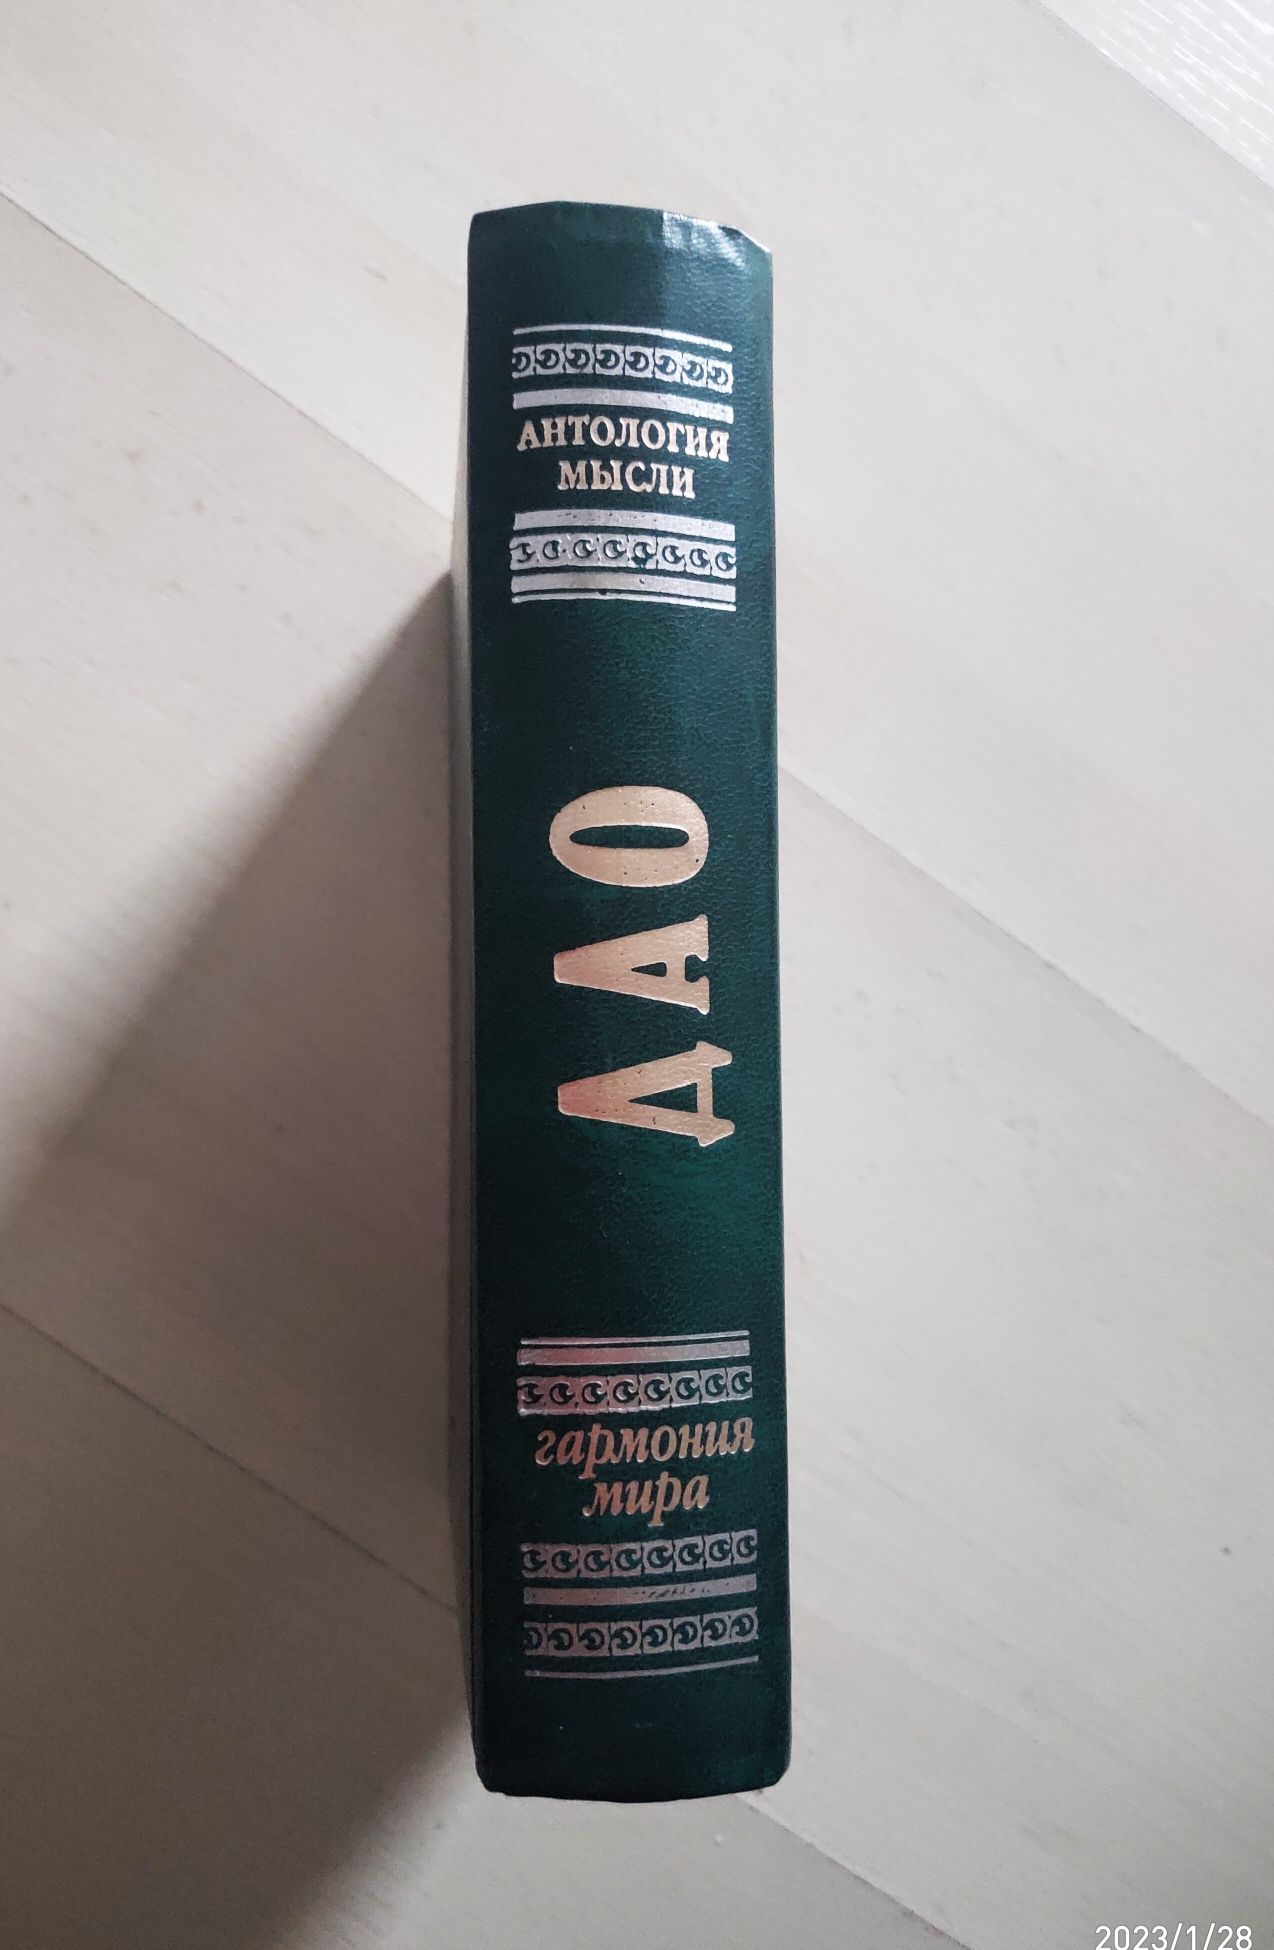 АНТОЛОГИЯ
МЫСЛИ
ДАО
гармония
мира
2023/1/28